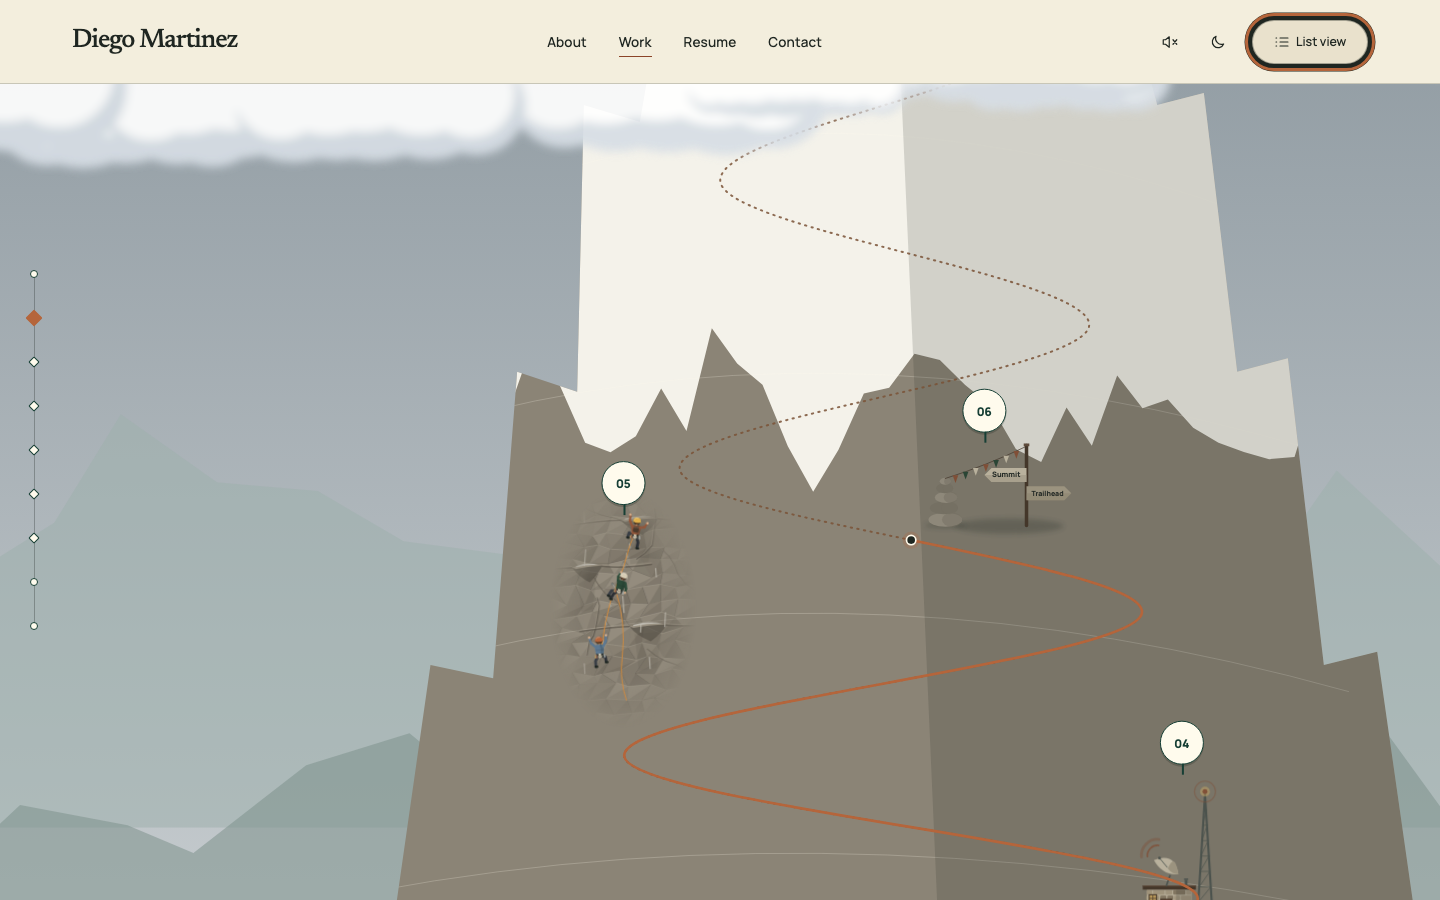 Diego Martinez
About
Work
Resume
Contact
List view
06
Summit
Trailhead
05
04